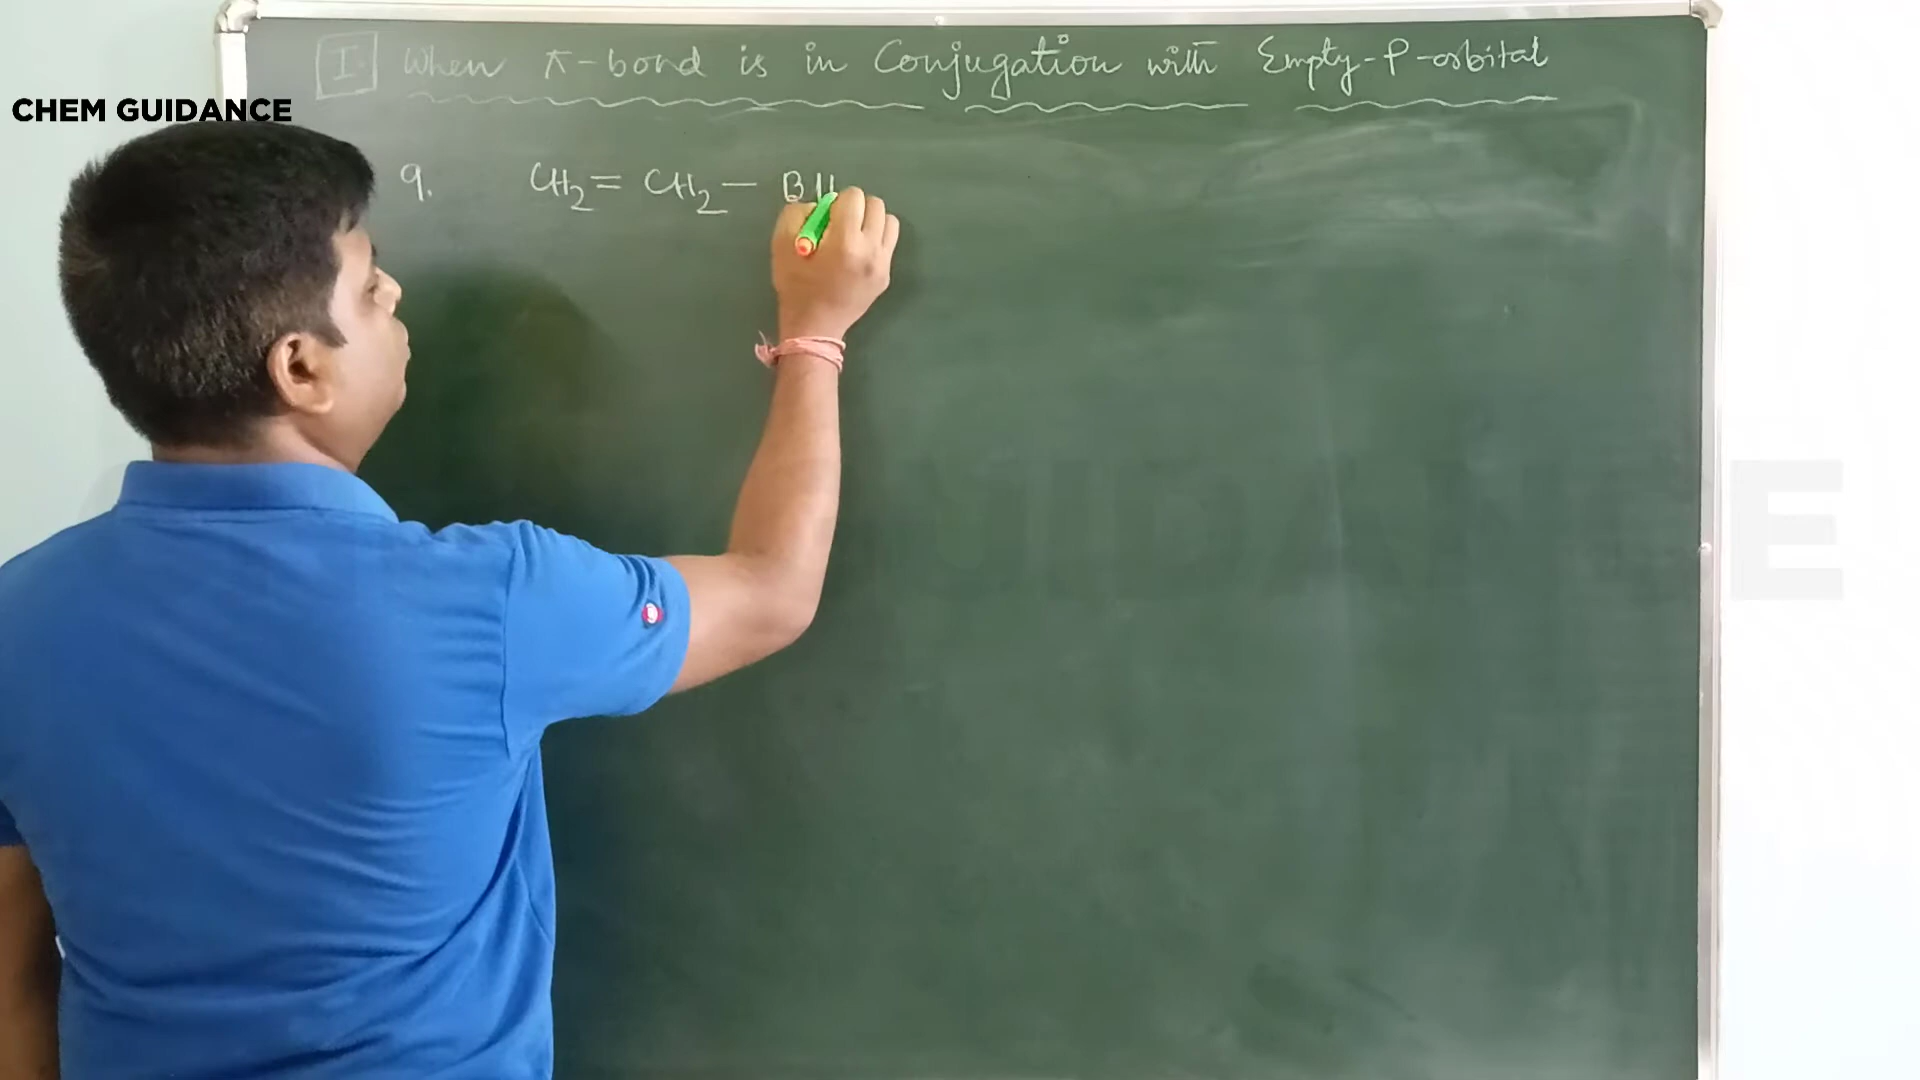 I. When π-bond is in Conjugation with Empty-P-orbital
CHEM GUIDANCE
9. CH2 = CH2 - BH